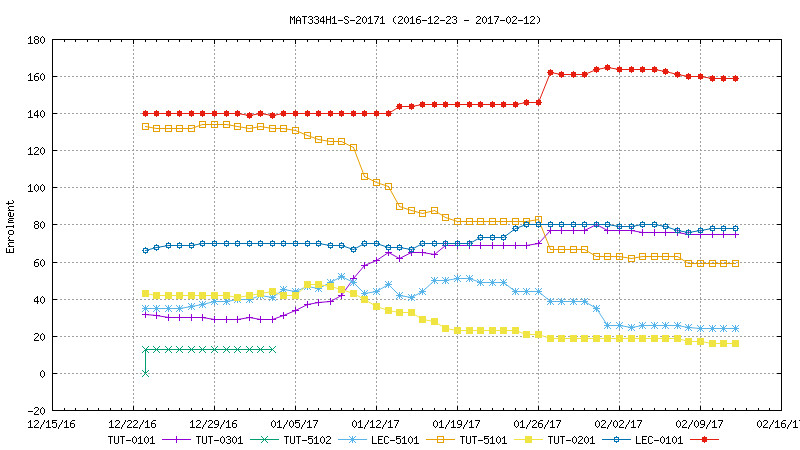 MAT334H1-S-20171 (2016-12-23 - 2017-02-12)
180
160
140
120
100
80
60
40
20
0
-20
Enrolment
12/15/16 12/22/16 12/29/16 01/05/17 01/12/17 01/19/17 01/26/17 02/02/17 02/09/17 02/16/1
TUT-0101 TUT-0301 TUT-5102 LEC-5101 TUT-5101 TUT-0201 LEC-0101